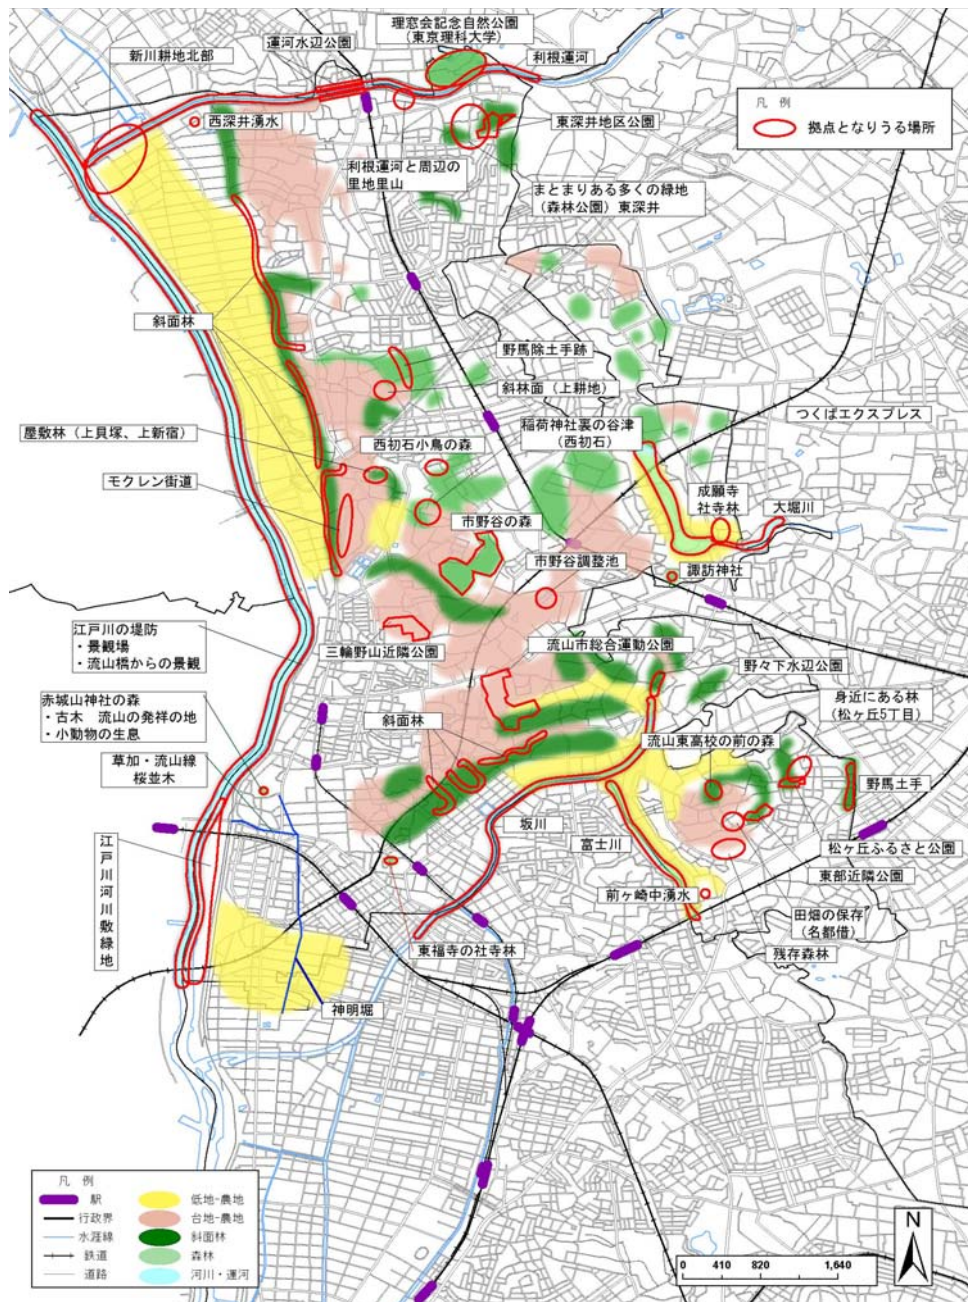 理窓会記念自然公園
(東京理科大学)
運河水辺公園
利根運河
新川耕地北部
凡 例
拠点となりうる場所
西深井湧水
東深井地区公園
利根運河と周辺の
里地里山
まとまりある多くの緑地
(森林公園)東深井
斜面林
野馬除土手跡
斜林面(上耕地)
つくばエクスプレス
稲荷神社裏の谷津
(西初石)
屋敷林(上貝塚、上新宿)
西初石小鳥の森
モクレン街道
成願寺
社寺林
大堀川
市野谷の森
市野谷調整池
諏訪神社
江戸川の堤防
・景観場
・流山橋からの景観
三輪野山近隣公園
流山市総合運動公園
野々下水辺公園
赤城山神社の森
・古木 流山の発祥の地
・小動物の生息
斜面林
身近にある林
(松ヶ丘5丁目)
流山東高校の前の森
草加・流山線
桜並木
野馬土手
坂川
富士川
松ヶ丘ふるさと公園
江戸川河川敷緑地
東部近隣公園
前ヶ崎中湧水
田畑の保存
(名都借)
東福寺の社寺林
残存森林
神明堀
凡 例
駅
行政界
水涯線
鉄道
道路
低地-農地
台地-農地
斜面林
森林
河川・運河
N
0 410 820 1,640